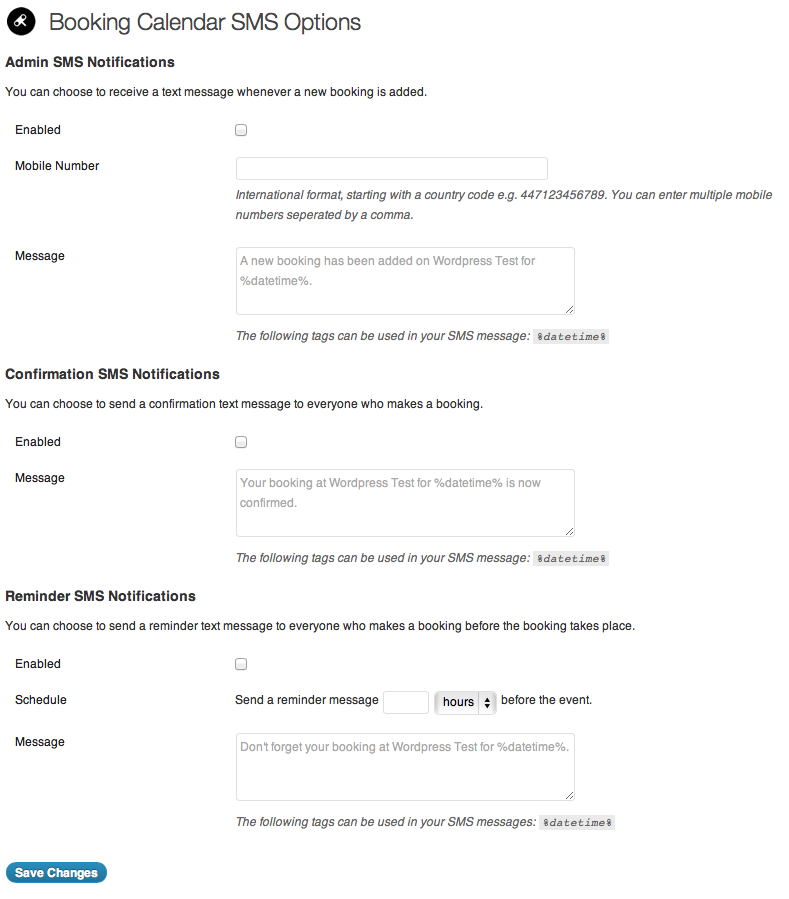 Booking Calendar SMS Options
Admin SMS Notifications
You can choose to receive a text message whenever a new booking is added.
Enabled
Mobile Number
International format, starting with a country code e.g. 447123456789. You can enter multiple mobile
numbers seperated by a comma.
Message
A new booking has been added on Wordpress Test for
%datetime%.
The following tags can be used in your SMS message: %datetime%
Confirmation SMS Notifications
You can choose to send a confirmation text message to everyone who makes a booking.
Enabled
Message
Your booking at Wordpress Test for %datetime% is now
confirmed.
The following tags can be used in your SMS message: %datetime%
Reminder SMS Notifications
You can choose to send a reminder text message to everyone who makes a booking before the booking takes place.
Enabled
Schedule
Send a reminder message hours before the event.
Message
Don't forget your booking at Wordpress Test for %datetime%.
The following tags can be used in your SMS messages: %datetime%
Save Changes